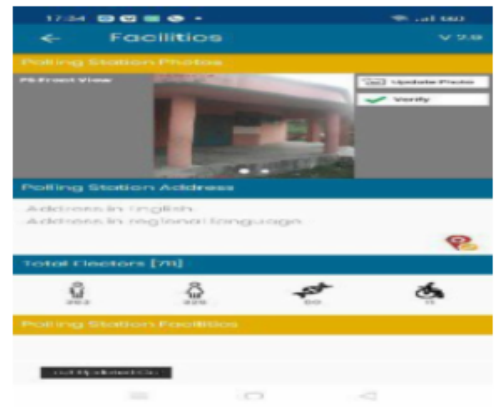 17:34
Facilities
V 2.9
Polling Station Photos
PS Front View
Update Photo
Verify
Polling Station Address
Address in English
Address in regional language
Total Electors
Polling Station Facilities